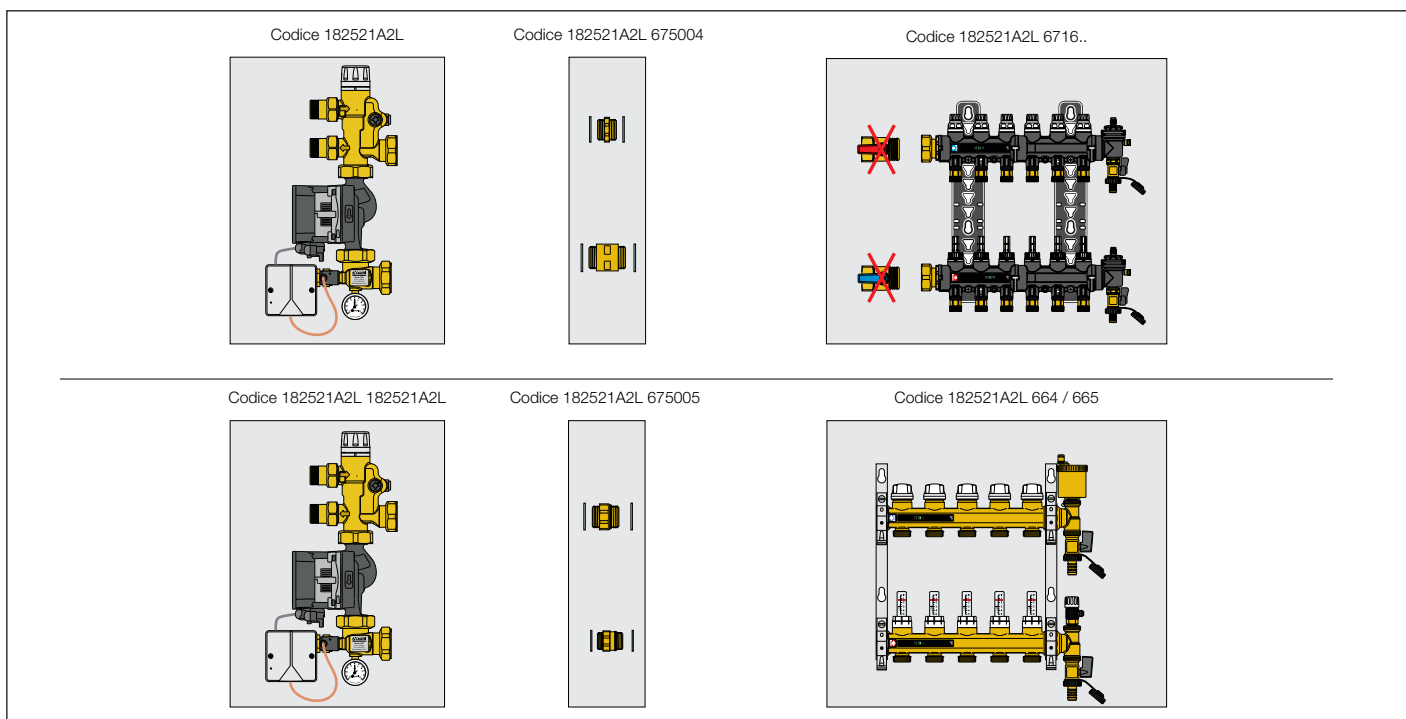 Codice 182521A2L
Codice 182521A2L 675004
Codice 182521A2L 6716..
Codice 182521A2L 182521A2L
Codice 182521A2L 675005
Codice 182521A2L 664 / 665